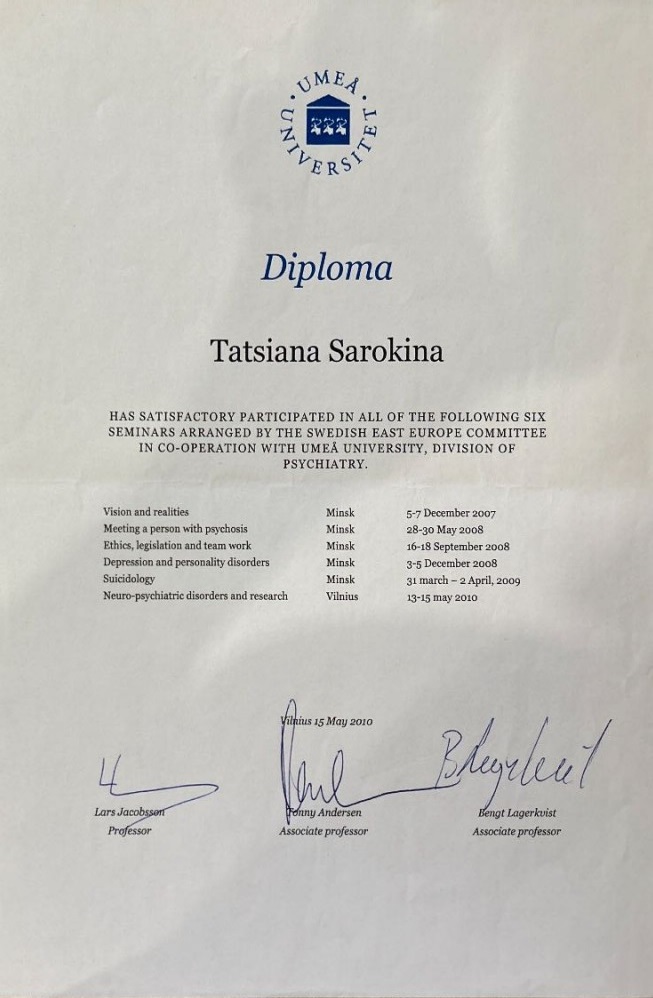 UMEÅ
UNIVERSITET
Diploma
Tatsiana Sarokina
HAS SATISFACTORY PARTICIPATED IN ALL OF THE FOLLOWING SIX
SEMINARS ARRANGED BY THE SWEDISH EAST EUROPE COMMITTEE
IN CO-OPERATION WITH UMEÅ UNIVERSITY, DIVISION OF
PSYCHIATRY.
Vision and realities Minsk 5-7 December 2007
Meeting a person with psychosis Minsk 28-30 May 2008
Ethics, legislation and team work Minsk 16-18 September 2008
Depression and personality disorders Minsk 3-5 December 2008
Suicidology Minsk 31 march – 2 April, 2009
Neuro-psychiatric disorders and research Vilnius 13-15 may 2010
Vilnius 15 May 2010
Lars Jacobsson Tonny Andersen Bengt Lagerkvist
Professor Associate professor Associate professor